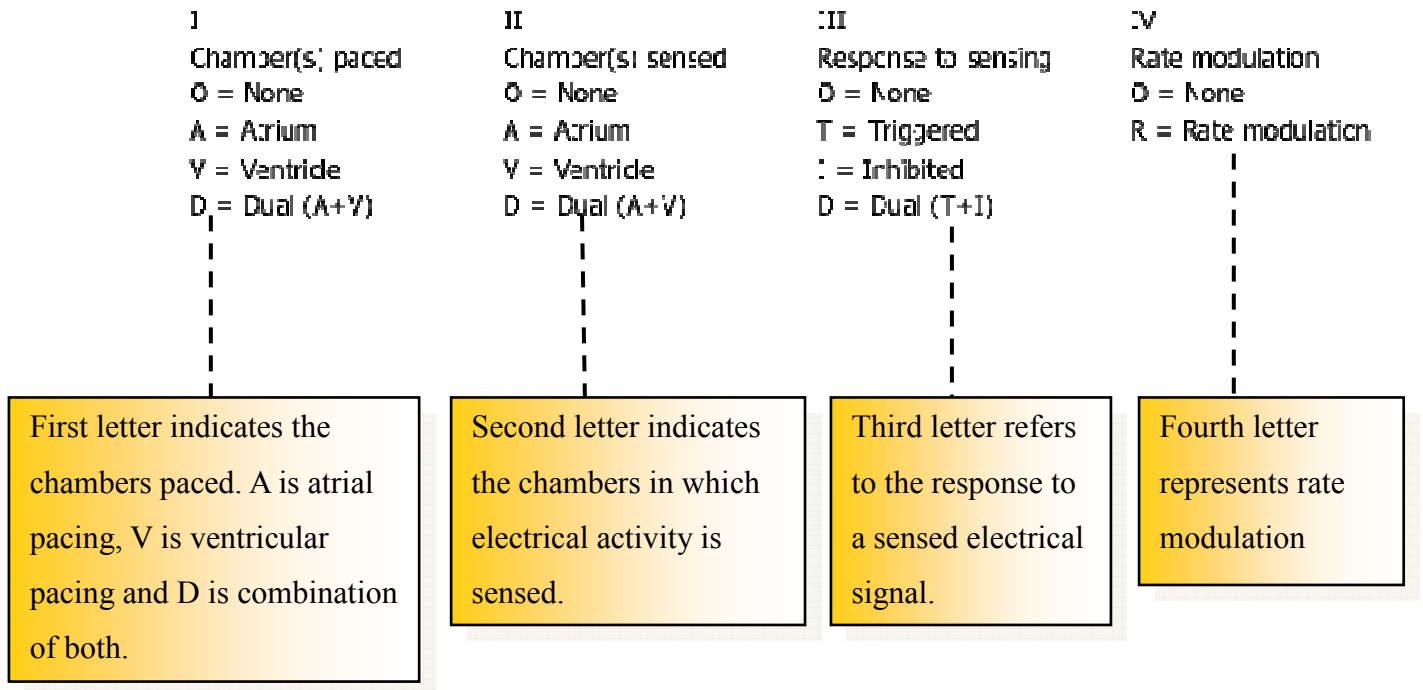 I
Chamber(s) paced
O = None
A = Atrium
V = Ventricle
D = Dual (A+V)
II
Chamber(s) sensed
O = None
A = Atrium
V = Ventricle
D = Dual (A+V)
III
Response to sensing
O = None
T = Triggered
I = Inhibited
D = Dual (T+I)
IV
Rate modulation
O = None
R = Rate modulation
First letter indicates the
chambers paced. A is atrial
pacing, V is ventricular
pacing and D is combination
of both.
Second letter indicates
the chambers in which
electrical activity is
sensed.
Third letter refers
to the response to
a sensed electrical
signal.
Fourth letter
represents rate
modulation